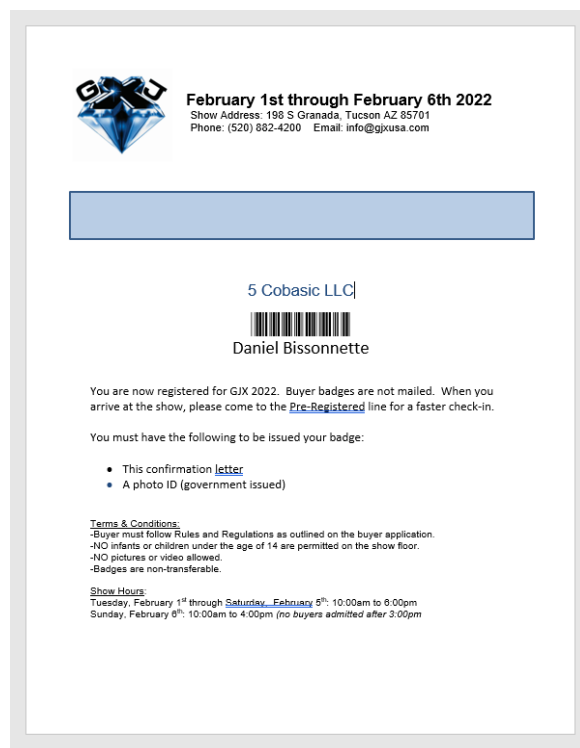 GXJ
February 1st through February 6th 2022
Show Address: 198 S Granada, Tucson AZ 85701
Phone: (520) 882-4200 Email: info@gjxusa.com
5 Cobasic LLC
Daniel Bissonnette
You are now registered for GJX 2022. Buyer badges are not mailed. When you
arrive at the show, please come to the Pre-Registered line for a faster check-in.
You must have the following to be issued your badge:
• This confirmation letter
• A photo ID (government issued)
Terms & Conditions:
-Buyer must follow Rules and Regulations as outlined on the buyer application.
-NO infants or children under the age of 14 are permitted on the show floor.
-NO pictures or video allowed.
-Badges are non-transferable.
Show Hours:
Tuesday, February 1st through Saturday, February 5th: 10:00am to 6:00pm
Sunday, February 6th: 10:00am to 4:00pm (no buyers admitted after 3:00pm